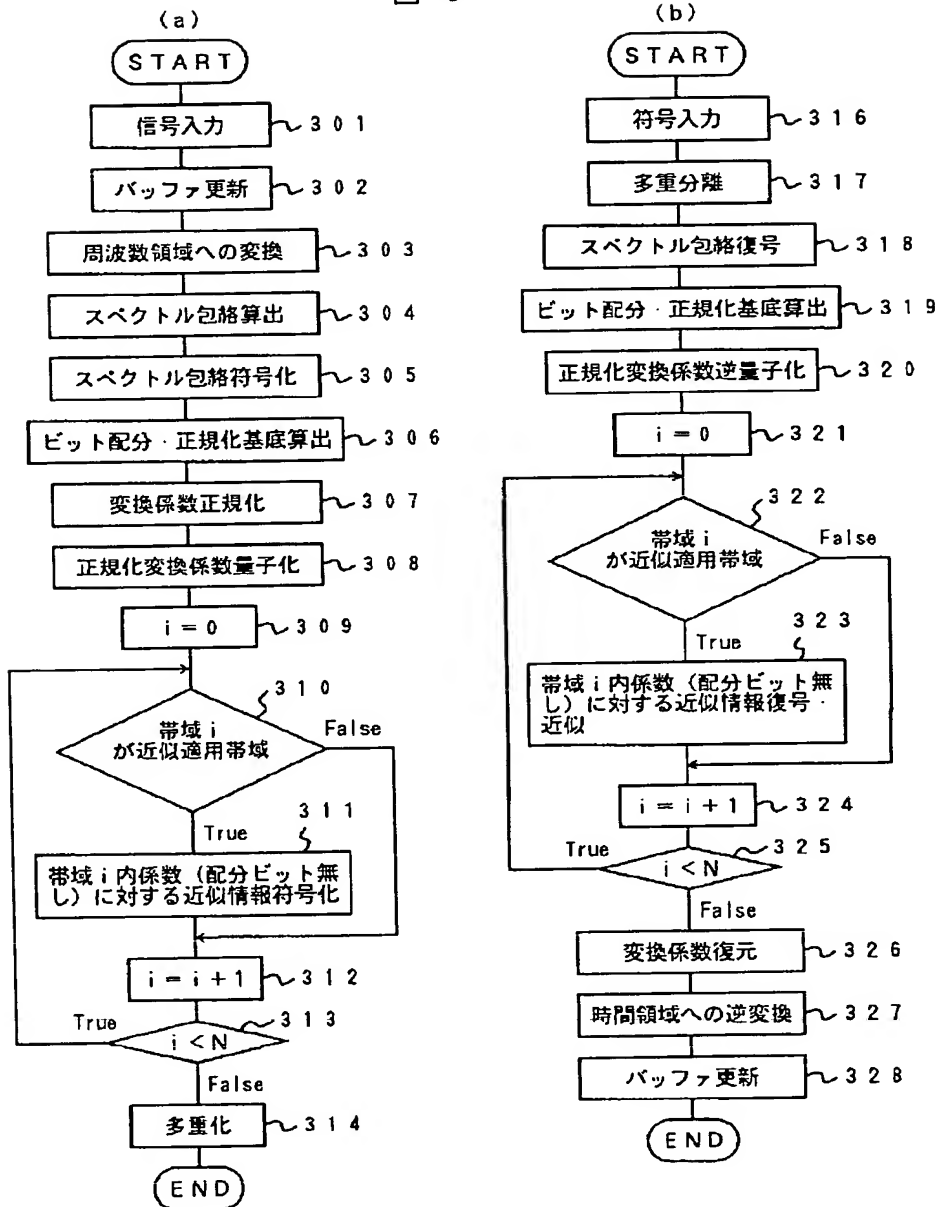 図
(a)
START
信号入力
301
バッファ更新
302
周波数領域への変換
303
スペクトル包絡算出
304
スペクトル包絡符号化
305
ビット配分・正規化基底算出
306
変換係数正規化
307
正規化変換係数量子化
308
i=0
309
310
帯域i
が近似適用帯域
False
True
311
帯域i内係数(配分ビット無
し)に対する近似情報符号化
i=i+1
312
313
True
i<N
False
多重化
314
END
(b)
START
符号入力
316
多重分離
317
スペクトル包絡復号
318
ビット配分・正規化基底算出
319
正規化変換係数逆量子化
320
i=0
321
322
帯域i
が近似適用帯域
False
True
323
帯域i内係数(配分ビット無
し)に対する近似情報復号・
近似
i=i+1
324
325
True
i<N
False
変換係数復元
326
時間領域への逆変換
327
バッファ更新
328
END